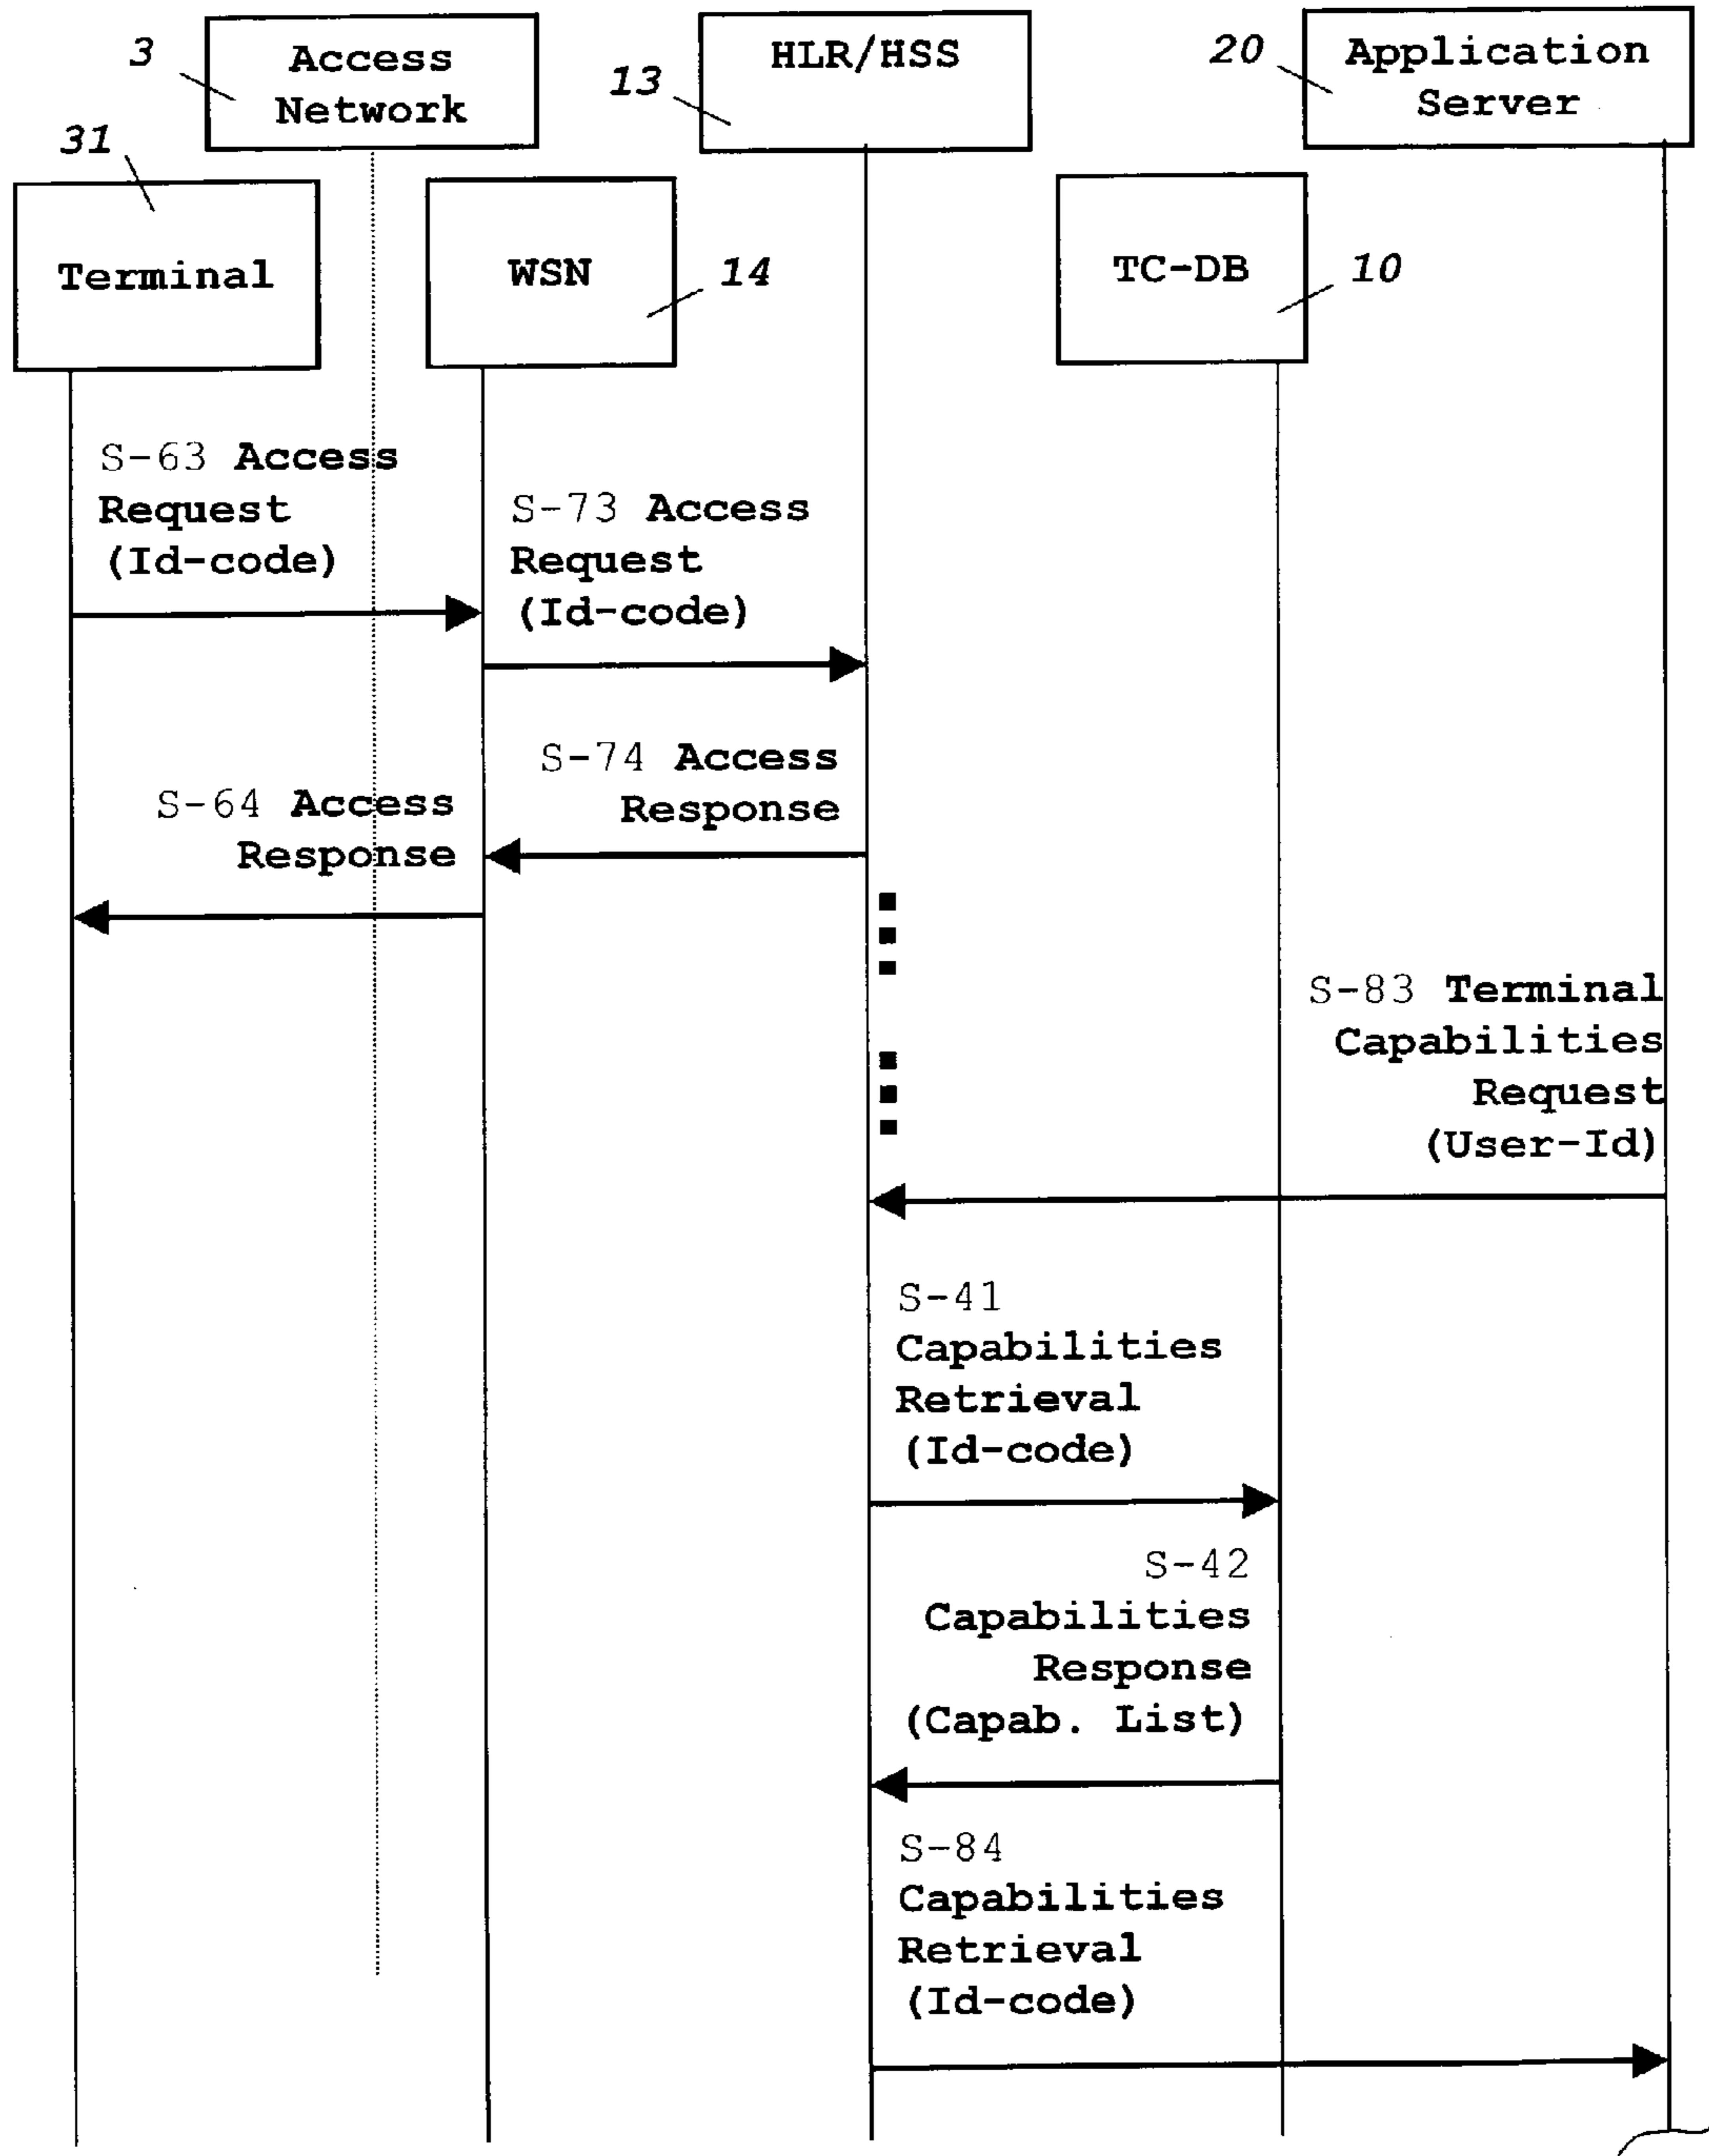 3
Access
Network
13
HLR/HSS
20
Application
Server
31
Terminal
WSN
14
TC-DB
10
S-63 Access
Request
(Id-code)
S-73 Access
Request
(Id-code)
S-74 Access
Response
S-64 Access
Response
S-83 Terminal
Capabilities
Request
(User-Id)
S-41
Capabilities
Retrieval
(Id-code)
S-42
Capabilities
Response
(Capab. List)
S-84
Capabilities
Retrieval
(Id-code)